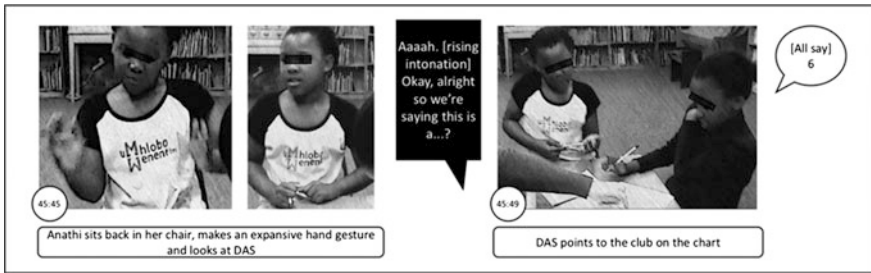 Aaaah. [rising
intonation]
Okay, alright
so we're
saying this is
a...?
[All say]
6
uMhlobo
Wenene
45:45
45:49
Anathi sits back in her chair, makes an expansive hand gesture
and looks at DAS
DAS points to the club on the chart